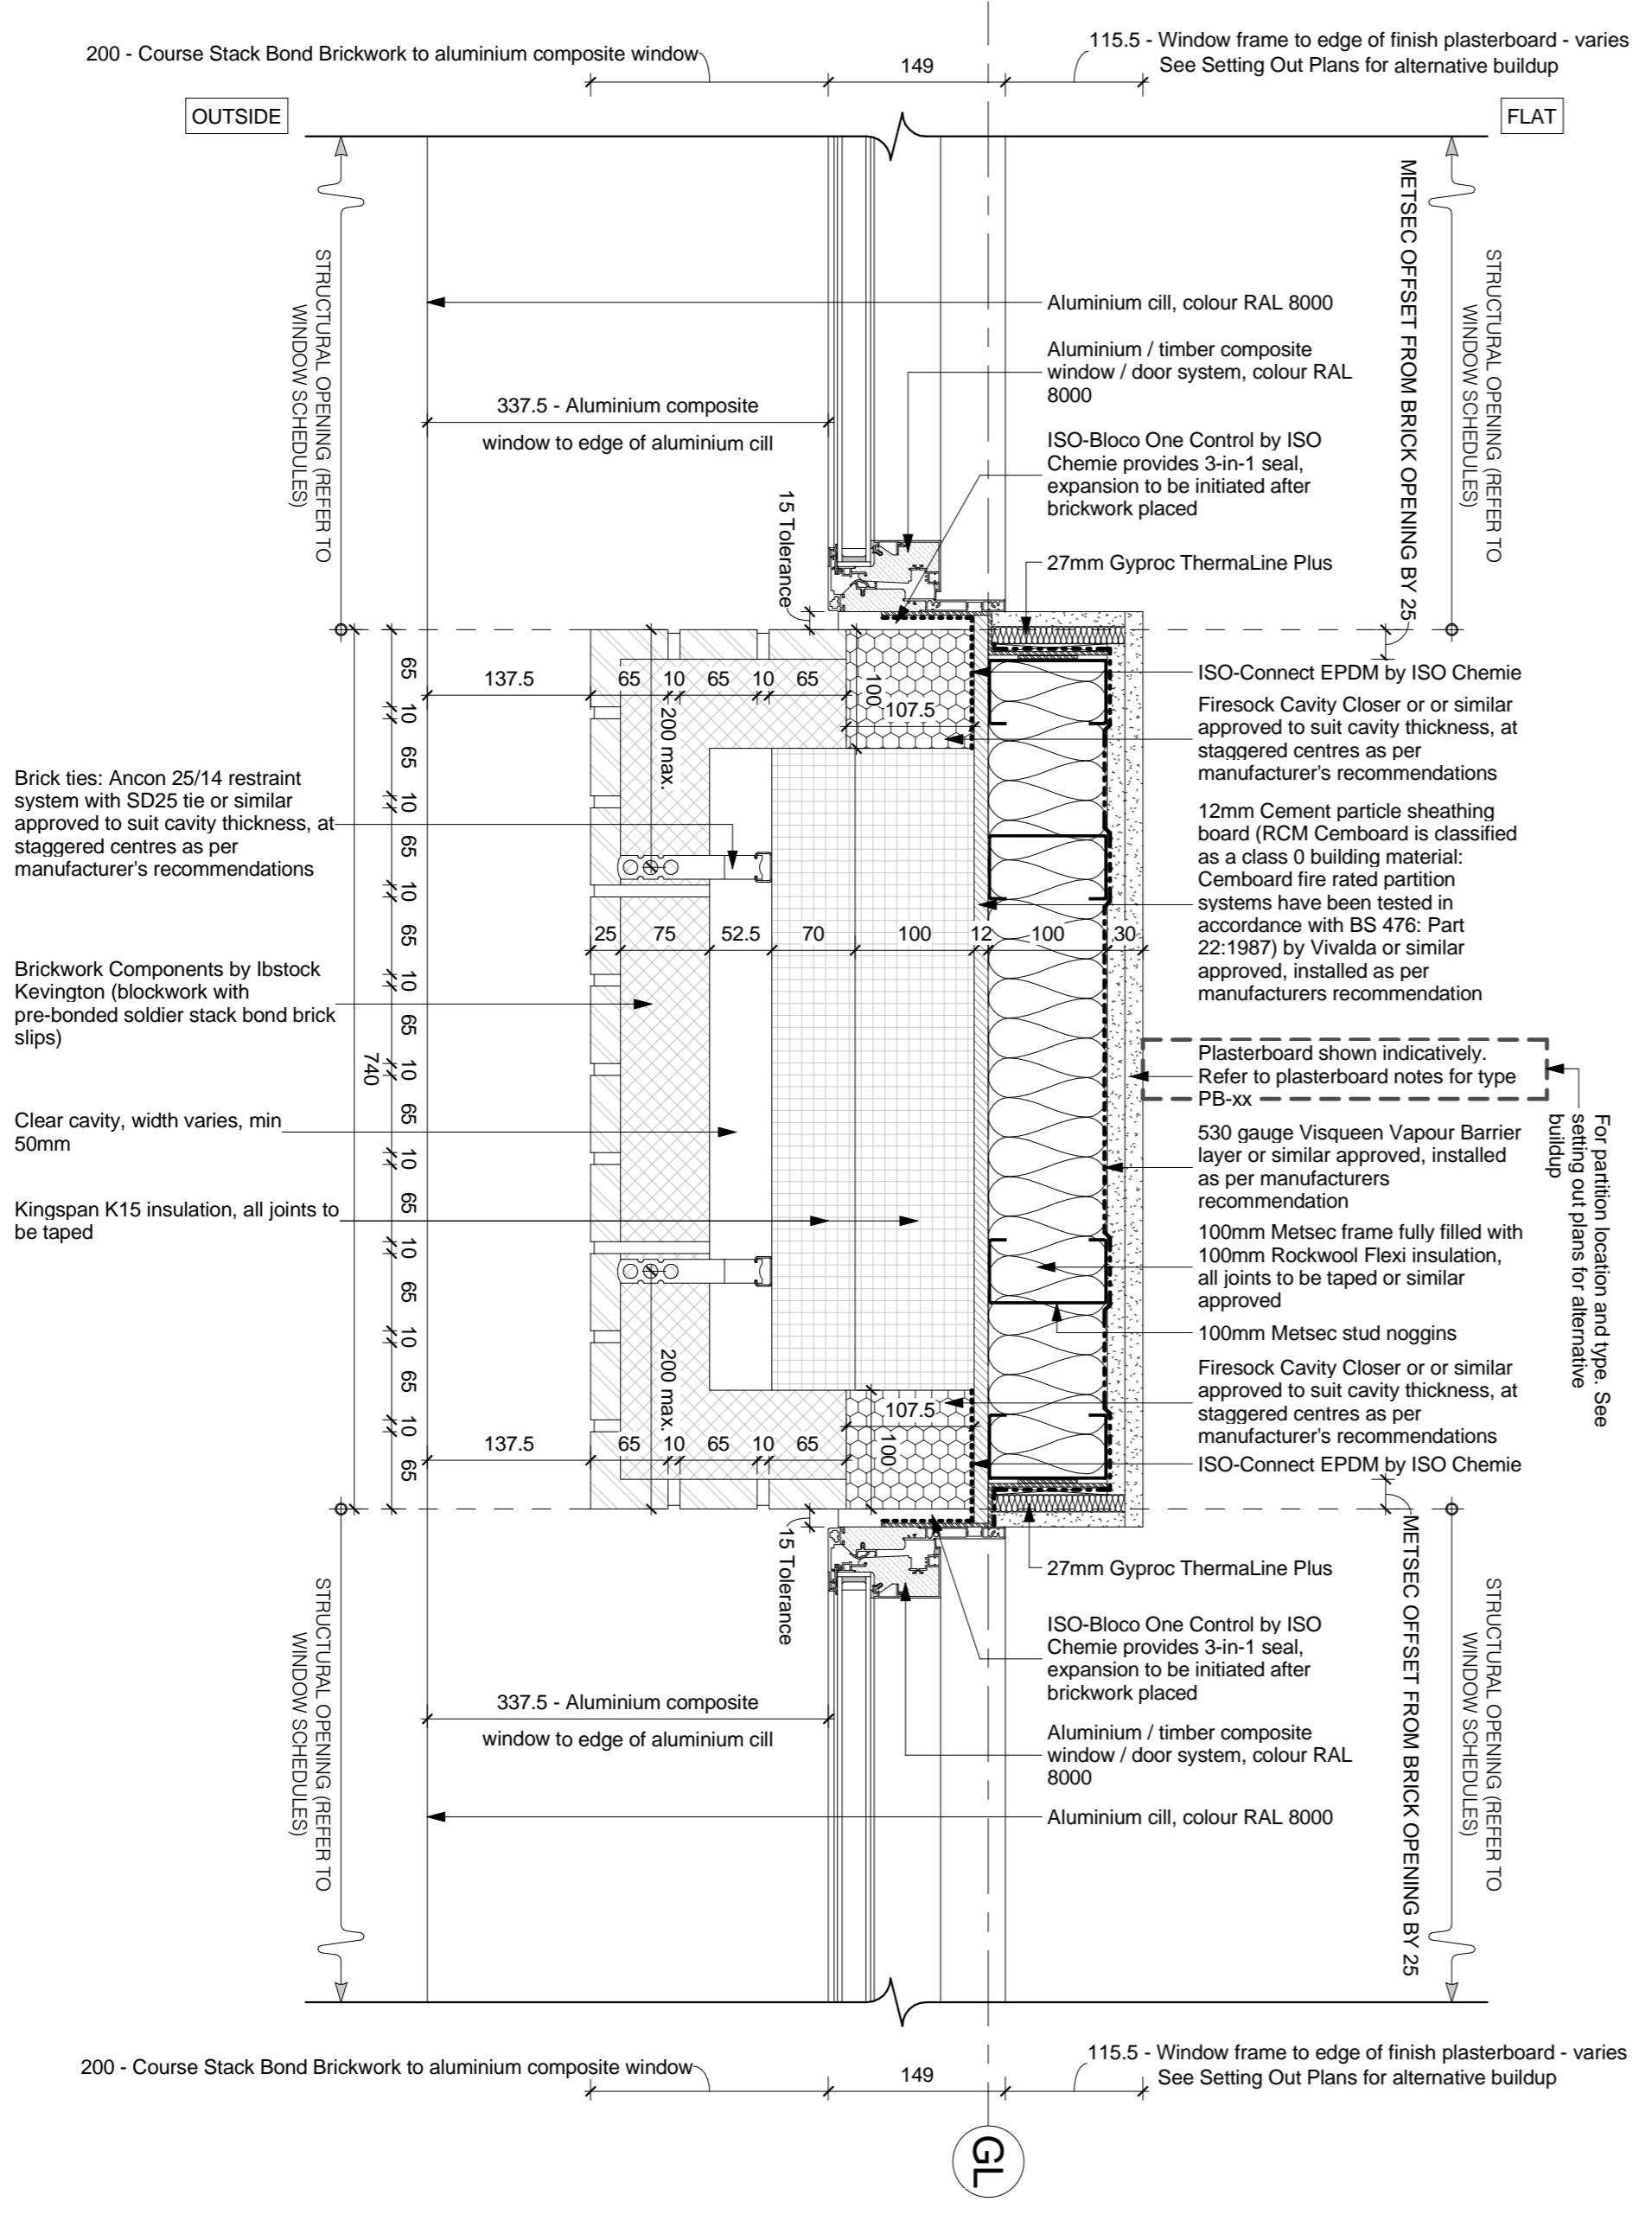 200 - Course Stack Bond Brickwork to aluminium composite window
149
115.5 - Window frame to edge of finish plasterboard - varies
See Setting Out Plans for alternative buildup
OUTSIDE
FLAT
STRUCTURAL OPENING (REFER TO
WINDOW SCHEDULES)
METSEC OFFSET FROM BRICK OPENING BY 25
STRUCTURAL OPENING (REFER TO
WINDOW SCHEDULES)
Aluminium cill, colour RAL 8000
Aluminium / timber composite
window / door system, colour RAL
8000
337.5 - Aluminium composite
window to edge of aluminium cill
ISO-Bloco One Control by ISO
Chemie provides 3-in-1 seal,
expansion to be initiated after
brickwork placed
15 Tolerance
27mm Gyproc ThermaLine Plus
137.5
65 10 65 10 65
100
107.5
200 max.
ISO-Connect EPDM by ISO Chemie
Firesock Cavity Closer or or similar
approved to suit cavity thickness, at
staggered centres as per
manufacturer's recommendations
Brick ties: Ancon 25/14 restraint
system with SD25 tie or similar
approved to suit cavity thickness, at
staggered centres as per
manufacturer's recommendations
12mm Cement particle sheathing
board (RCM Cemboard is classified
as a class 0 building material:
Cemboard fire rated partition
systems have been tested in
accordance with BS 476: Part
22:1987) by Vivalda or similar
approved, installed as per
manufacturers recommendation
65 10 65 10 65 10 65 10 65 10 65 10 65 10 65 10 65 10 65
740
25 75 52.5 70 100 12 100 30
Brickwork Components by Ibstock
Kevington (blockwork with
pre-bonded soldier stack bond brick
slips)
Plasterboard shown indicatively.
Refer to plasterboard notes for type
PB-xx
For partition location and type. See
setting out plans for alternative
buildup
Clear cavity, width varies, min
50mm
530 gauge Visqueen Vapour Barrier
layer or similar approved, installed
as per manufacturers
recommendation
Kingspan K15 insulation, all joints to
be taped
100mm Metsec frame fully filled with
100mm Rockwool Flexi insulation,
all joints to be taped or similar
approved
100mm Metsec stud noggins
Firesock Cavity Closer or or similar
approved to suit cavity thickness, at
staggered centres as per
manufacturer's recommendations
200 max.
107.5
100
137.5
65 10 65 10 65
ISO-Connect EPDM by ISO Chemie
15 Tolerance
27mm Gyproc ThermaLine Plus
METSEC OFFSET FROM BRICK OPENING BY 25
STRUCTURAL OPENING (REFER TO
WINDOW SCHEDULES)
STRUCTURAL OPENING (REFER TO
WINDOW SCHEDULES)
ISO-Bloco One Control by ISO
Chemie provides 3-in-1 seal,
expansion to be initiated after
brickwork placed
337.5 - Aluminium composite
window to edge of aluminium cill
Aluminium / timber composite
window / door system, colour RAL
8000
Aluminium cill, colour RAL 8000
200 - Course Stack Bond Brickwork to aluminium composite window
149
115.5 - Window frame to edge of finish plasterboard - varies
See Setting Out Plans for alternative buildup
GL